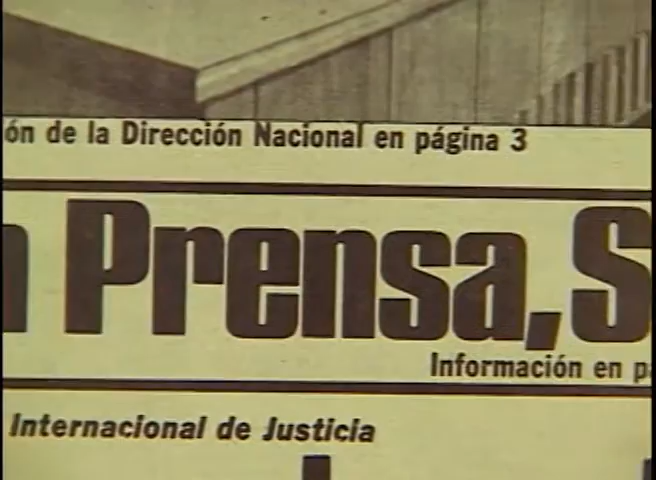 ón de la Dirección Nacional en página 3
Prensa, S
Información en p
Internacional de Justicia